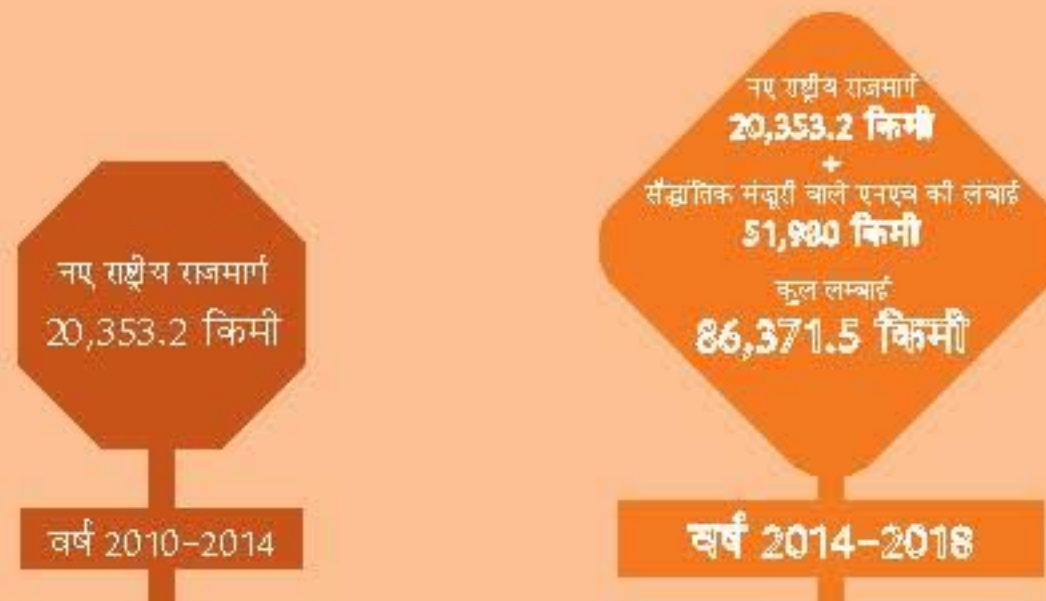 नए राष्ट्रीय राजमार्ग
20,353.2 किमी
वर्ष 2010-2014
नए राष्ट्रीय राजमार्ग
20,353.2 किमी
+
सैद्धांतिक मंजूरी वाले एनएच की लंबाई
51,980 किमी
कुल लम्बाई
86,371.5 किमी
वर्ष 2014-2018